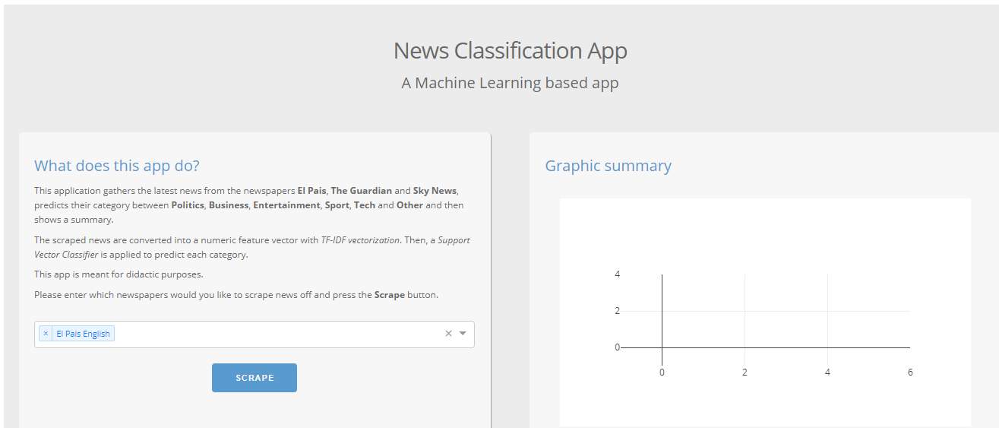 News Classification App
A Machine Learning based app
What does this app do?
This application gathers the latest news from the newspapers El Pais, The Guardian and Sky News,
predicts their category between Politics, Business, Entertainment, Sport, Tech and Other and then
shows a summary.
The scraped news are converted into a numeric feature vector with TF-IDF vectorization. Then, a Support
Vector Classifier is applied to predict each category.
This app is meant for didactic purposes.
Please enter which newspapers would you like to scrape news off and press the Scrape button.
× El Pais English ×
SCRAPE
Graphic summary
4
2
0
0 2 4 6